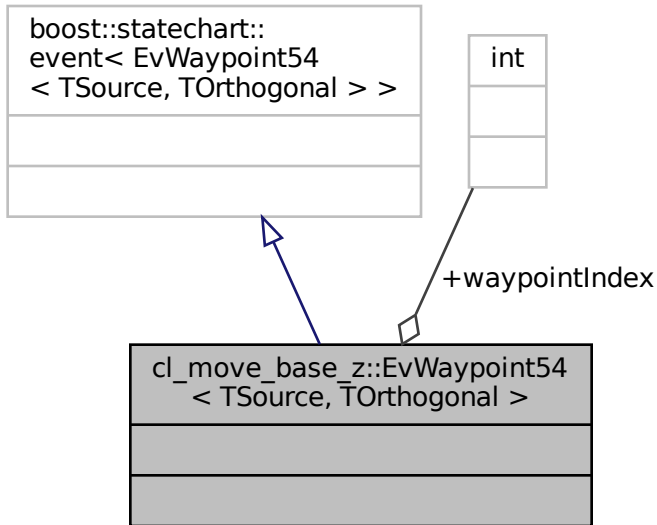 boost::statechart::
event< EvWaypoint54
< TSource, TOrthogonal > >
int
+waypointIndex
cl_move_base_z::EvWaypoint54
< TSource, TOrthogonal >